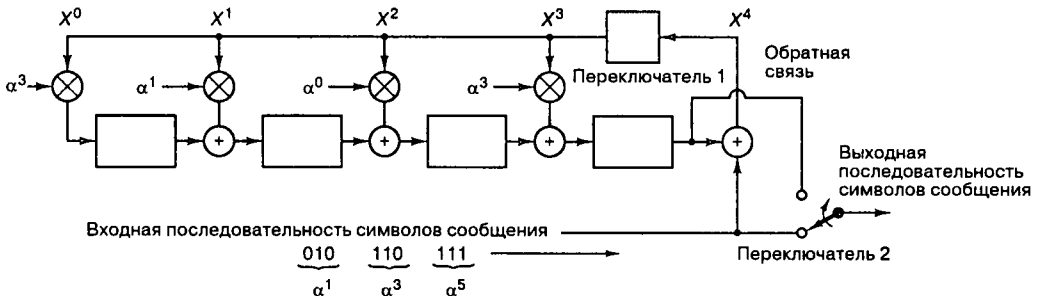 X⁰ X¹ X² X³ X⁴
Обратная
связь
Переключатель 1
α³ α¹ α⁰ α³
+ + + +
Выходная
последовательность
символов сообщения
Входная последовательность символов сообщения
Переключатель 2
010 110 111
α¹ α³ α⁵